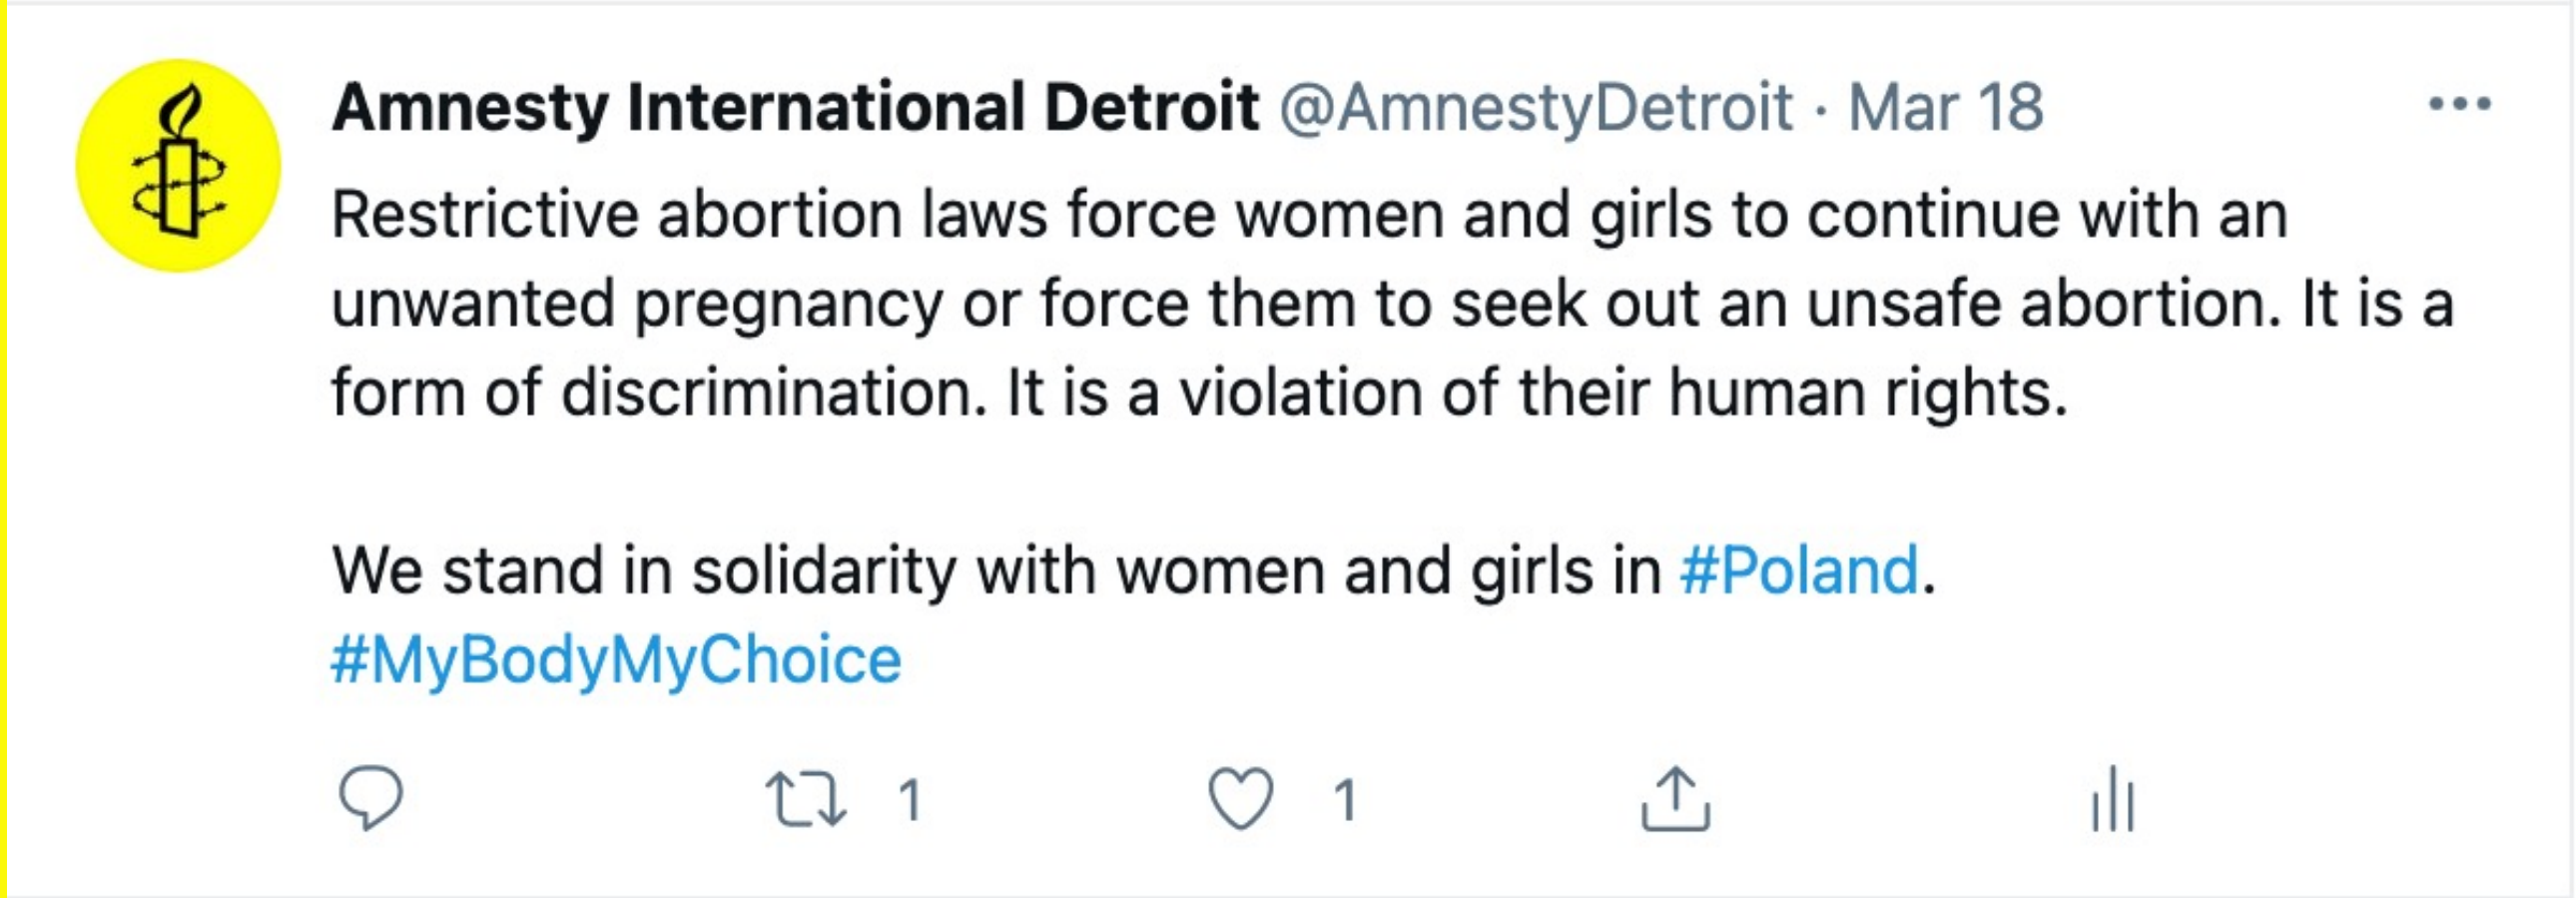 Amnesty International Detroit @AmnestyDetroit · Mar 18
Restrictive abortion laws force women and girls to continue with an
unwanted pregnancy or force them to seek out an unsafe abortion. It is a
form of discrimination. It is a violation of their human rights.
We stand in solidarity with women and girls in #Poland.
#MyBodyMyChoice
1 1